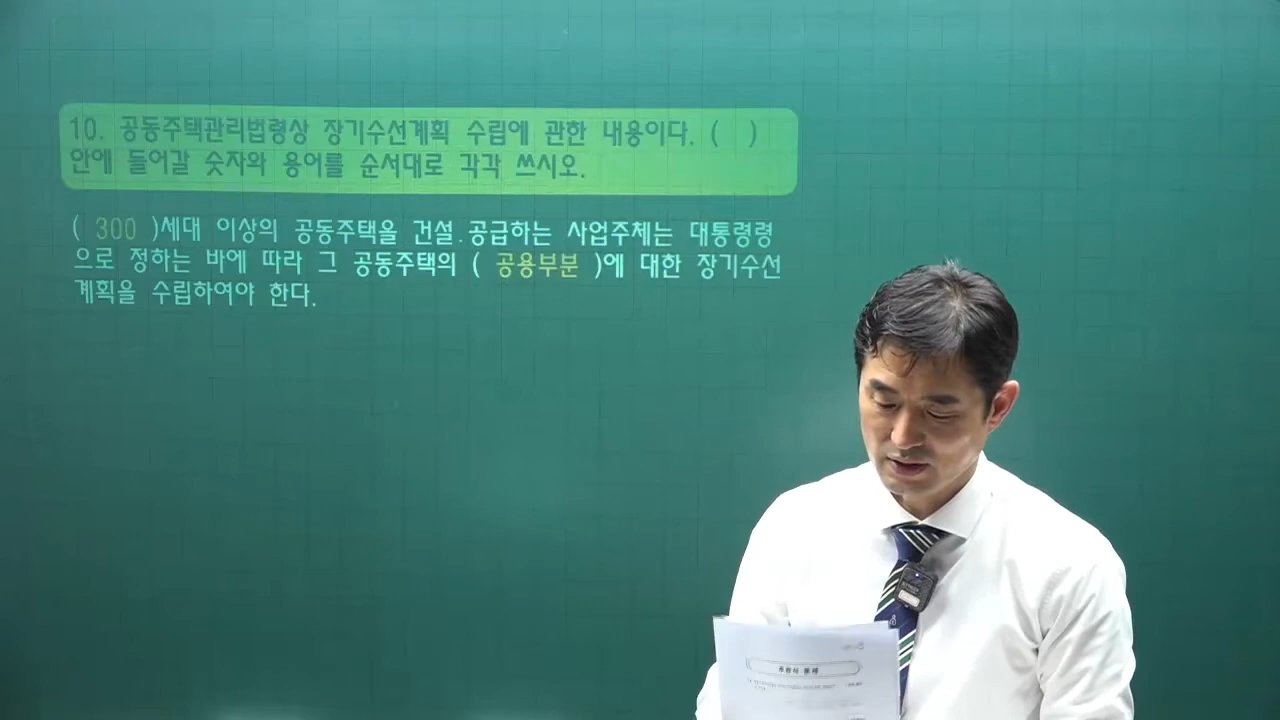 10. 공동주택관리법령상 장기수선계획 수립에 관한 내용이다. ( )
안에 들어갈 숫자와 용어를 순서대로 각각 쓰시오.
( 300 )세대 이상의 공동주택을 건설·공급하는 사업주체는 대통령령
으로 정하는 바에 따라 그 공동주택의 ( 공용부분 )에 대한 장기수선
계획을 수립하여야 한다.